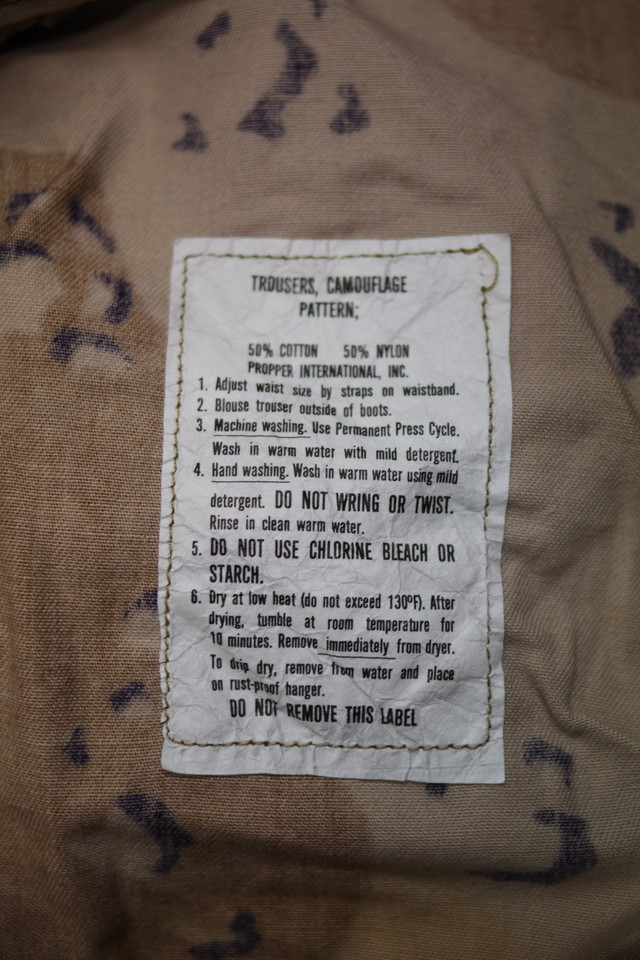 TROUSERS, CAMOUFLAGE
PATTERN;
50% COTTON 50% NYLON
PROPPER INTERNATIONAL, INC.
1. Adjust waist size by straps on waistband.
2. Blouse trouser outside of boots.
3. Machine washing. Use Permanent Press Cycle.
Wash in warm water with mild detergent.
4. Hand washing. Wash in warm water using mild
detergent. DO NOT WRING OR TWIST.
Rinse in clean warm water.
5. DO NOT USE CHLORINE BLEACH OR
STARCH.
6. Dry at low heat (do not exceed 130ºF). After
drying, tumble at room temperature for
10 minutes. Remove immediately from dryer.
To drip dry, remove from water and place
on rust-proof hanger.
DO NOT REMOVE THIS LABEL